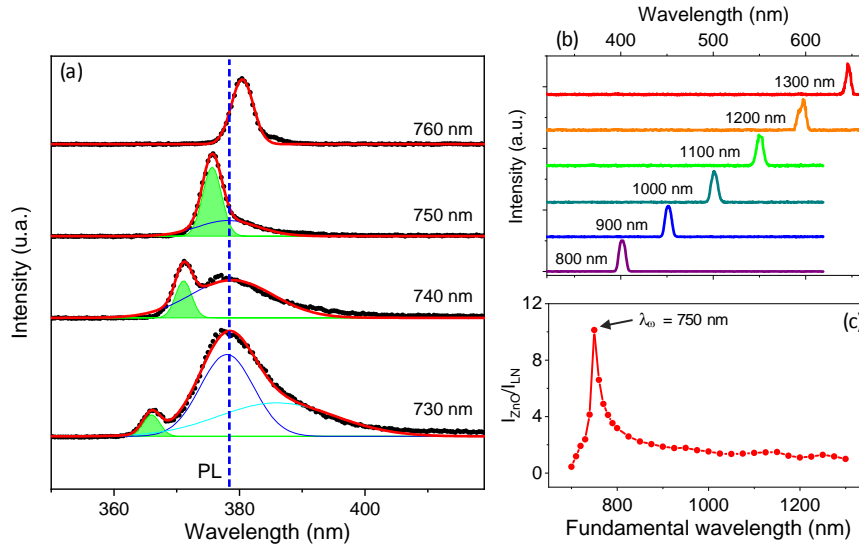 (a)
760 nm
750 nm
740 nm
730 nm
PL
360
380
400
Wavelength (nm)
Intensity (u.a.)
Wavelength (nm)
400
500
600
(b)
1300 nm
1200 nm
1100 nm
1000 nm
900 nm
800 nm
Intensity (a.u.)
12
8
4
0
(c)
λω = 750 nm
IZnO/ILN
800
1000
1200
Fundamental wavelength (nm)